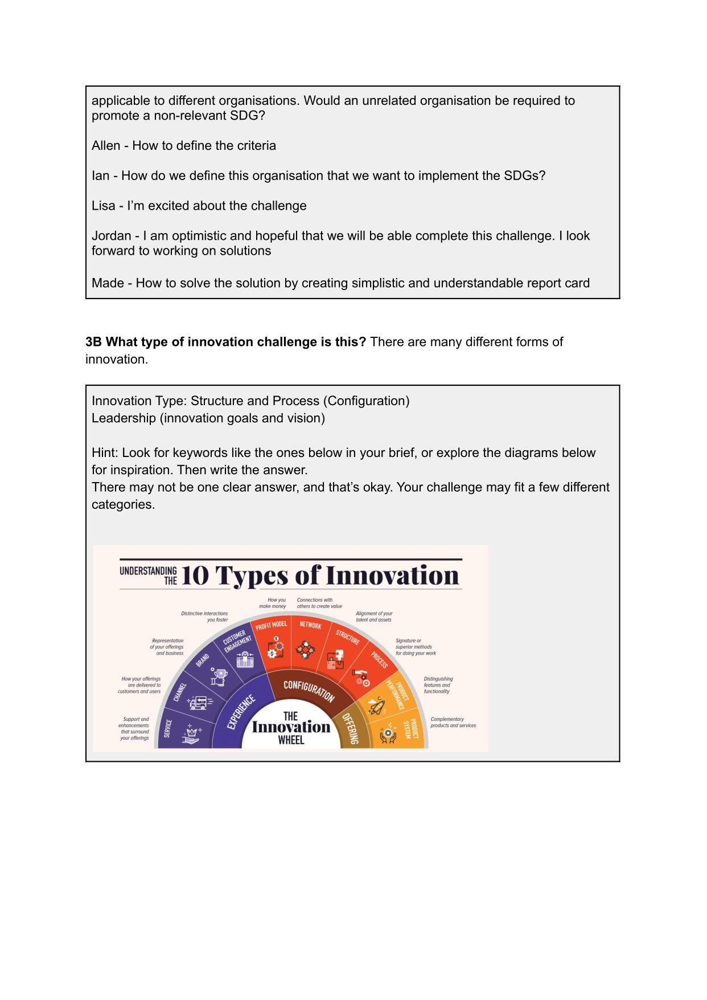 applicable to different organisations. Would an unrelated organisation be required to
promote a non-relevant SDG?
Allen - How to define the criteria
Ian - How do we define this organisation that we want to implement the SDGs?
Lisa - I’m excited about the challenge
Jordan - I am optimistic and hopeful that we will be able complete this challenge. I look
forward to working on solutions
Made - How to solve the solution by creating simplistic and understandable report card
3B What type of innovation challenge is this? There are many different forms of
innovation.
Innovation Type: Structure and Process (Configuration)
Leadership (innovation goals and vision)
Hint: Look for keywords like the ones below in your brief, or explore the diagrams below
for inspiration. Then write the answer.
There may not be one clear answer, and that’s okay. Your challenge may fit a few different
categories.
UNDERSTANDING
THE
10 Types of Innovation
Support and
enhancements
that surround
your offerings
SERVICE
How your offerings
are delivered to
customers and users
CHANNEL
Representation
of your offerings
and business
BRAND
Distinctive interactions
you foster
CUSTOMER
ENGAGEMENT
How you
make money
PROFIT MODEL
Connections with
others to create value
NETWORK
Alignment of your
talent and assets
STRUCTURE
Signature or
superior methods
for doing your work
PROCESS
Distinguishing
features and
functionality
PRODUCT
PERFORMANCE
Complementary
products and services
PRODUCT
SYSTEM
EXPERIENCE
CONFIGURATION
OFFERING
THE
Innovation
WHEEL